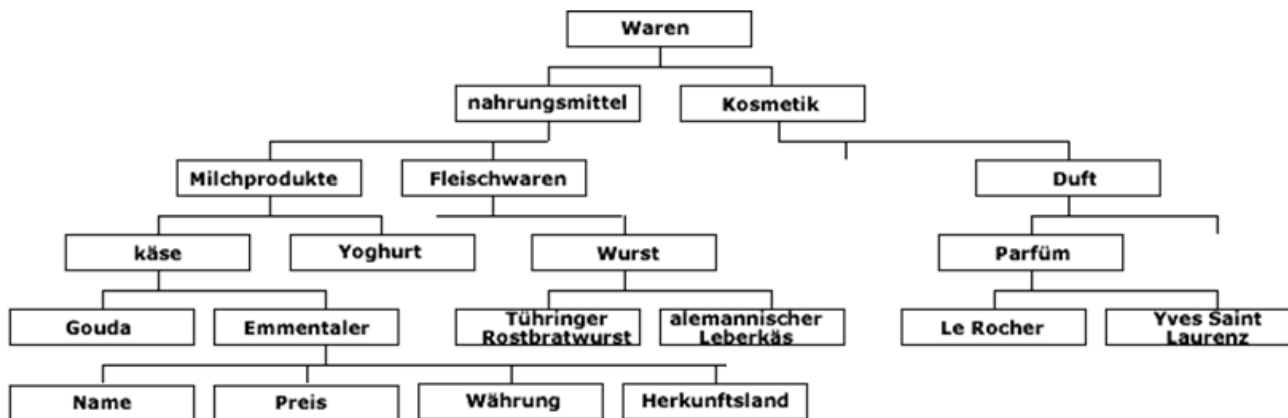 Waren
nahrungsmittel
Kosmetik
Milchprodukte
Fleischwaren
Duft
käse
Yoghurt
Wurst
Parfüm
Gouda
Emmentaler
Tühringer
Rostbratwurst
alemannischer
Leberkäs
Le Rocher
Yves Saint
Laurenz
Name
Preis
Währung
Herkunftsland